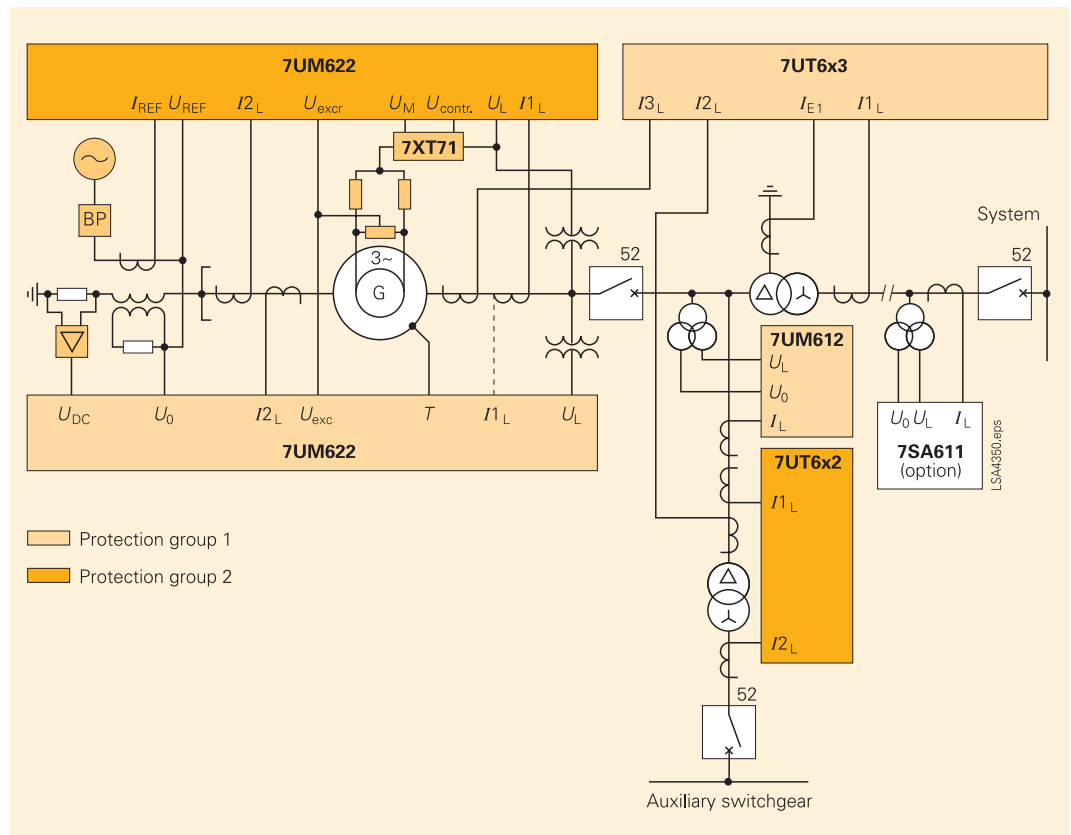 7UM622
I REF U REF I2 L U excr U M U contr. U L I1 L
7UT6x3
I3 L I2 L I E1 I1 L
7XT71
BP
3~
G
52
System
52
7UM612
U L
U 0
I L
U 0 U L I L
7SA611
(option)
LSA4350.eps
U DC U 0 I2 L U exc T I1 L U L
7UM622
7UT6x2
I1 L
I2 L
Protection group 1
Protection group 2
52
Auxiliary switchgear